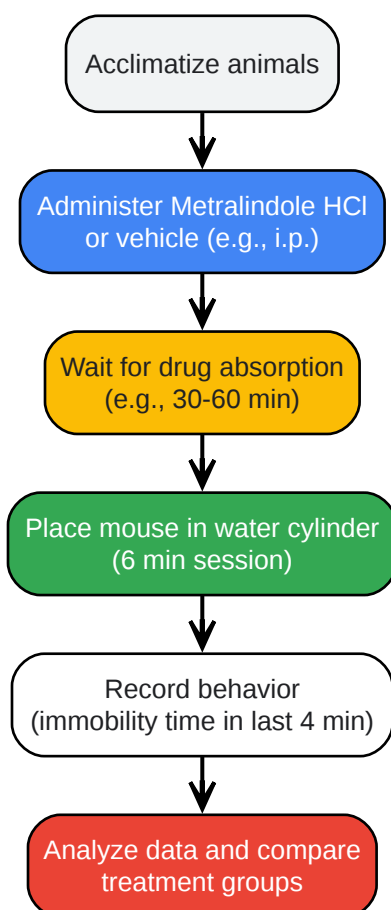 Acclimatize animals
Administer Metralindole HCl
or vehicle (e.g., i.p.)
Wait for drug absorption
(e.g., 30-60 min)
Place mouse in water cylinder
(6 min session)
Record behavior
(immobility time in last 4 min)
Analyze data and compare
treatment groups